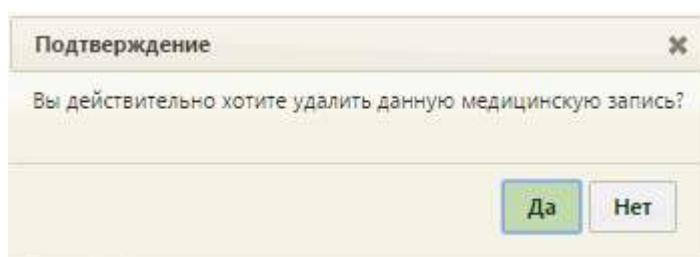 Подтверждение
Вы действительно хотите удалить данную медицинскую запись?
Да Нет